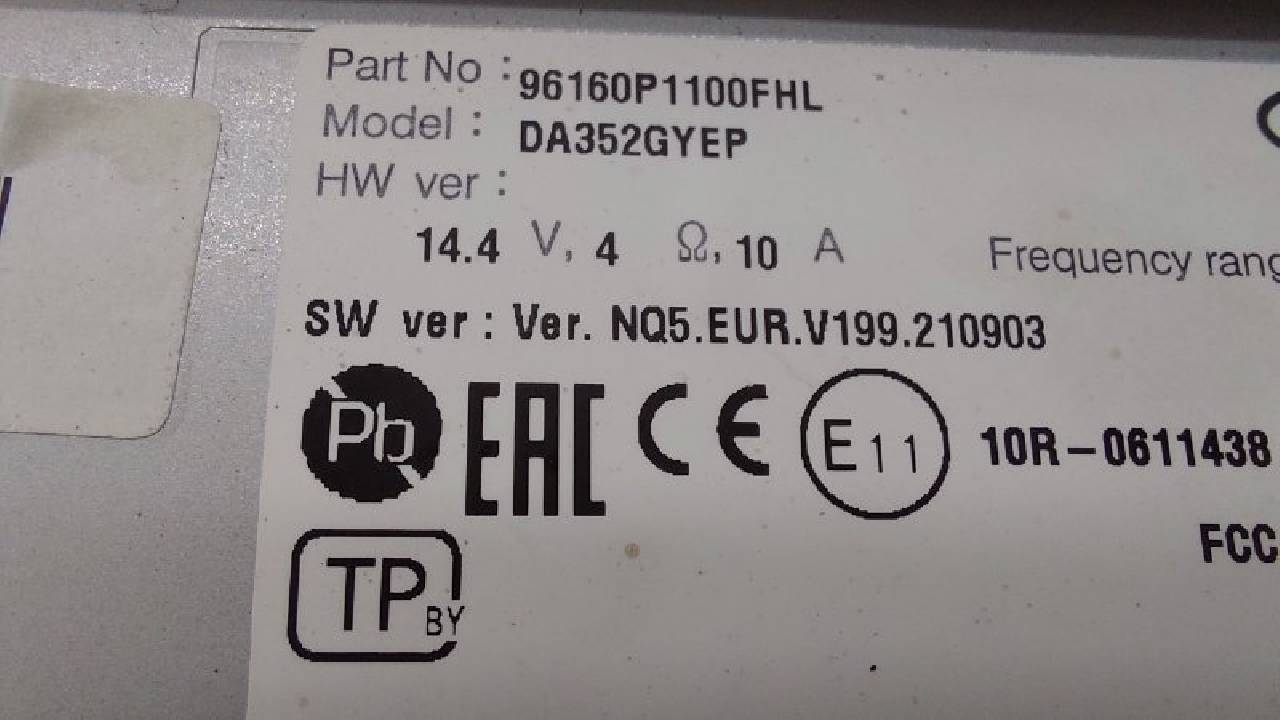 Part No : 96160P1100FHL
Model : DA352GYEP
HW ver :
14.4 V, 4 Ω, 10 A
Frequency rang
SW ver : Ver. NQ5.EUR.V199.210903
Pb EAC CE E11 10R-0611438
FCC
TP BY